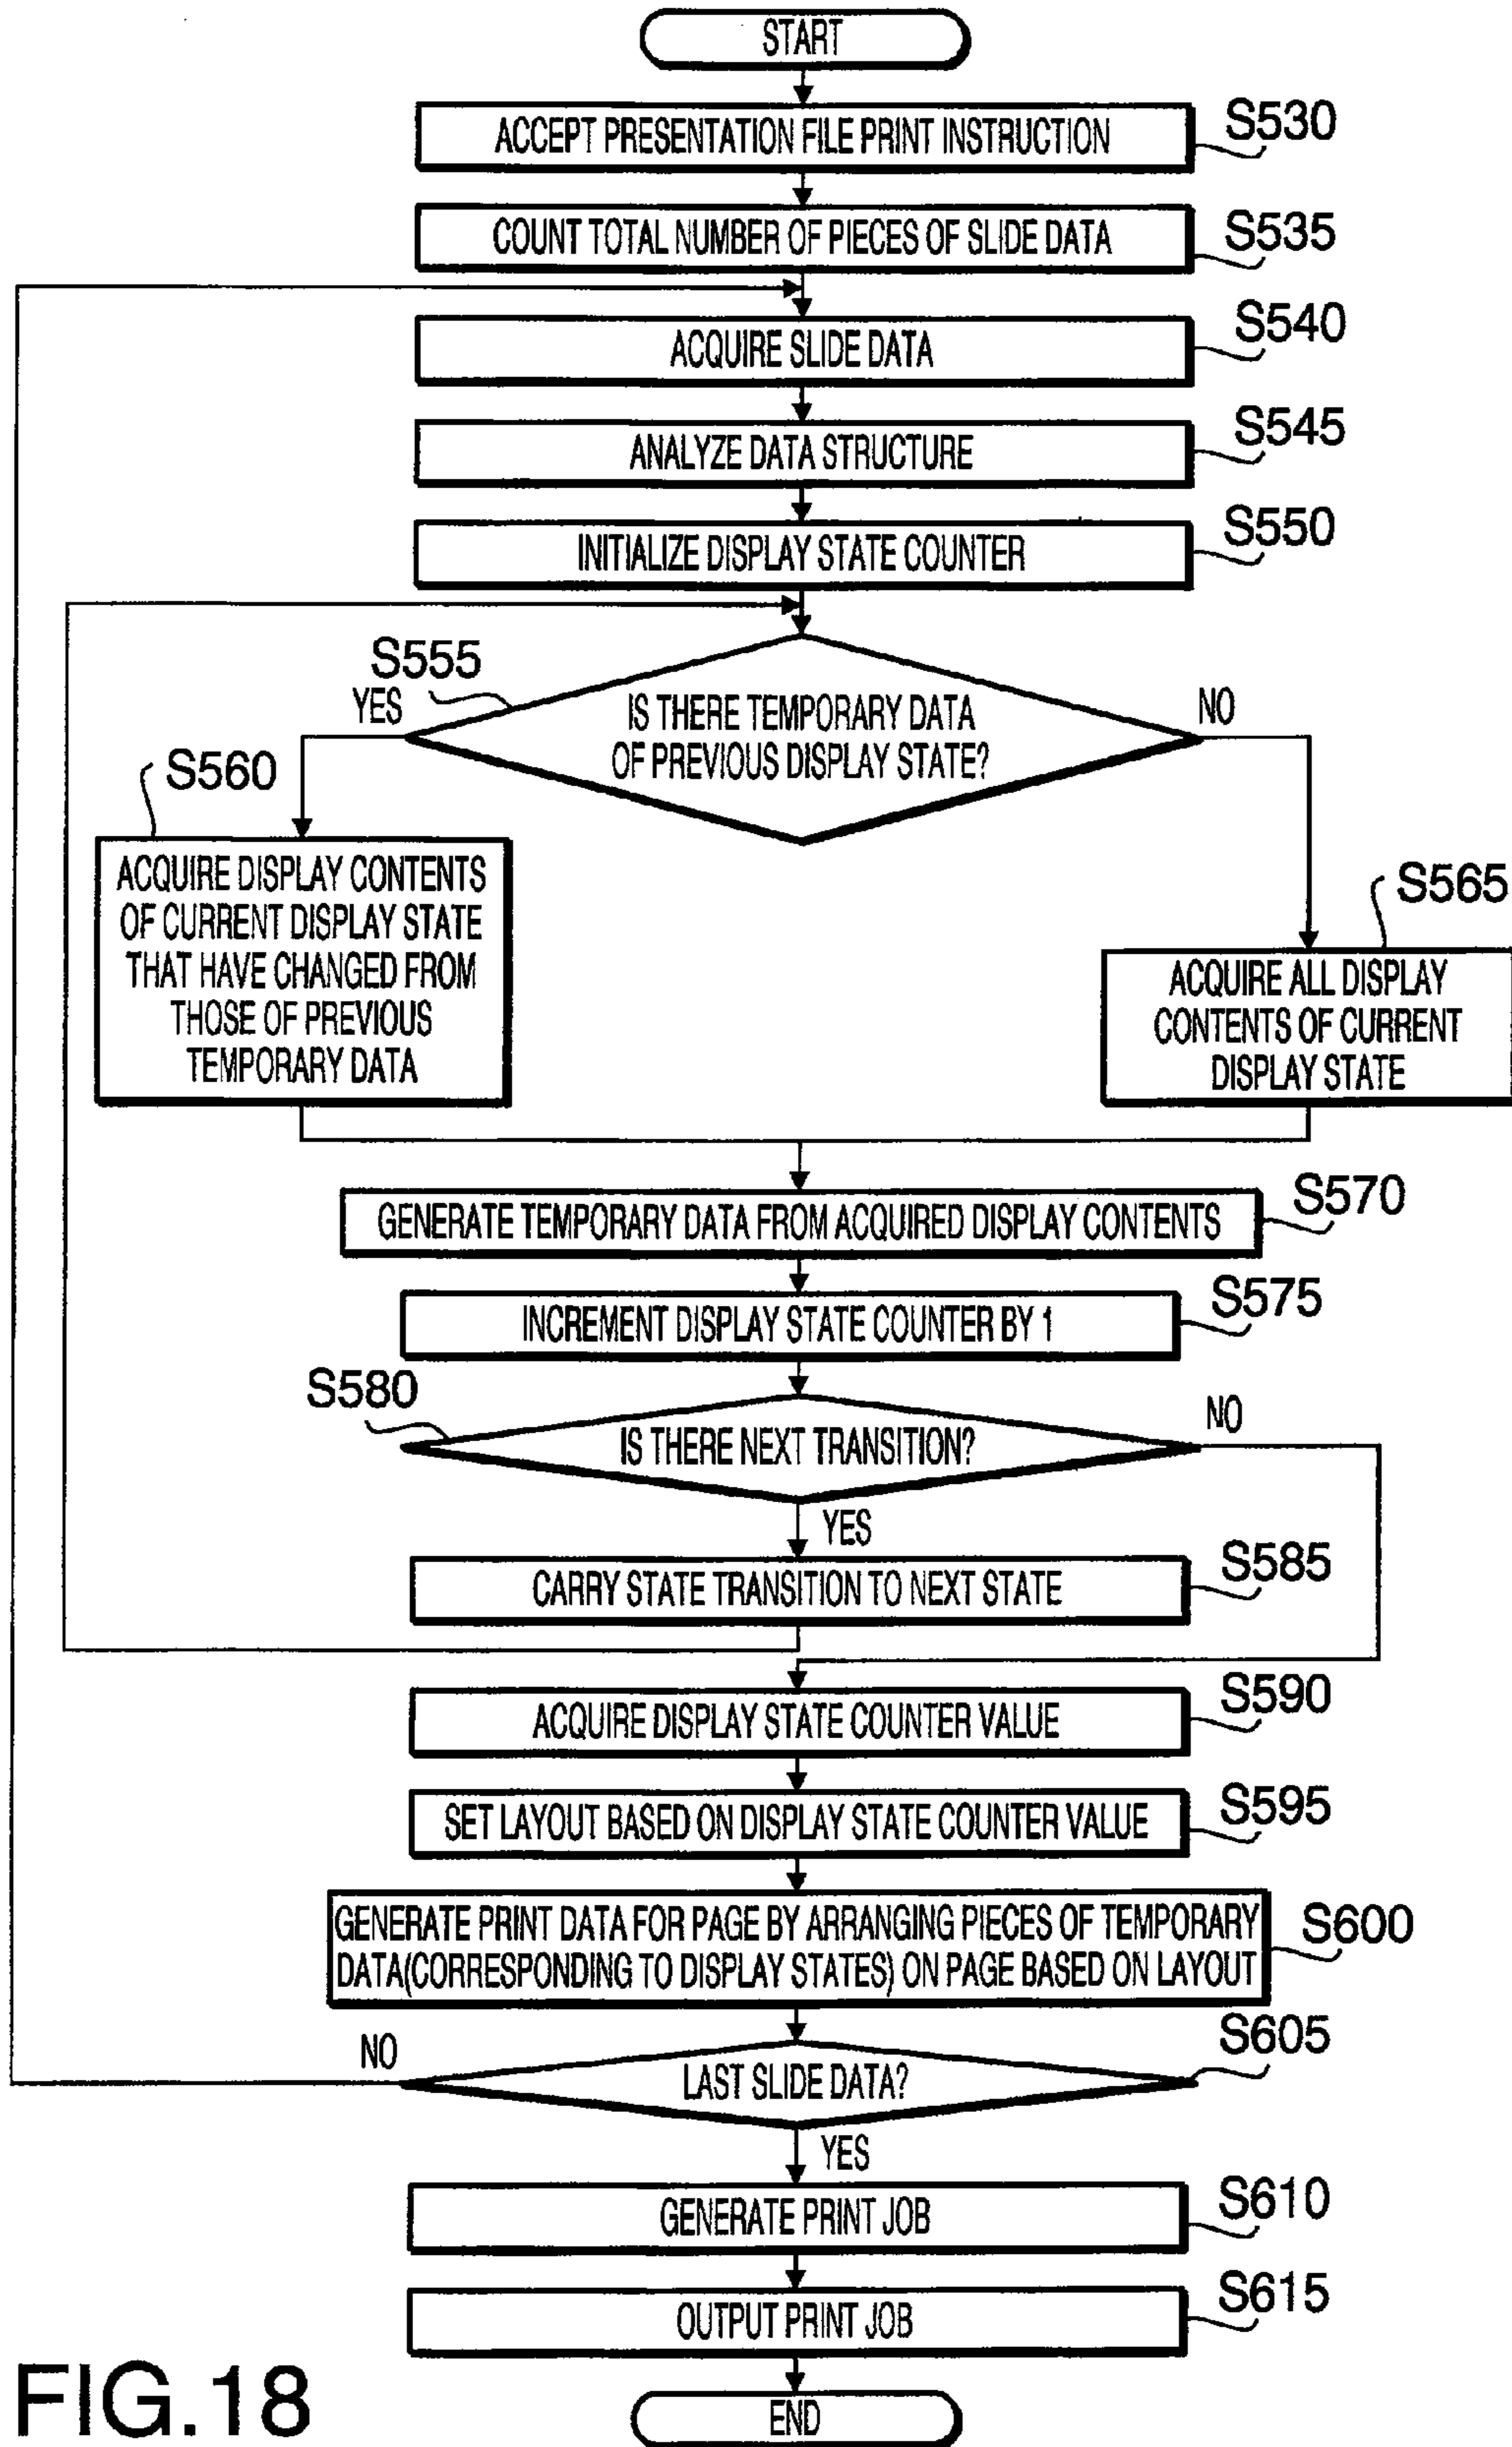 START
ACCEPT PRESENTATION FILE PRINT INSTRUCTION
S530
COUNT TOTAL NUMBER OF PIECES OF SLIDE DATA
S535
ACQUIRE SLIDE DATA
S540
ANALYZE DATA STRUCTURE
S545
INITIALIZE DISPLAY STATE COUNTER
S550
S555
YES
IS THERE TEMPORARY DATA
OF PREVIOUS DISPLAY STATE?
NO
S560
ACQUIRE DISPLAY CONTENTS
OF CURRENT DISPLAY STATE
THAT HAVE CHANGED FROM
THOSE OF PREVIOUS
TEMPORARY DATA
S565
ACQUIRE ALL DISPLAY
CONTENTS OF CURRENT
DISPLAY STATE
GENERATE TEMPORARY DATA FROM ACQUIRED DISPLAY CONTENTS
S570
INCREMENT DISPLAY STATE COUNTER BY 1
S575
S580
IS THERE NEXT TRANSITION?
NO
YES
CARRY STATE TRANSITION TO NEXT STATE
S585
ACQUIRE DISPLAY STATE COUNTER VALUE
S590
SET LAYOUT BASED ON DISPLAY STATE COUNTER VALUE
S595
GENERATE PRINT DATA FOR PAGE BY ARRANGING PIECES OF TEMPORARY
DATA(CORRESPONDING TO DISPLAY STATES) ON PAGE BASED ON LAYOUT
S600
NO
LAST SLIDE DATA?
S605
YES
GENERATE PRINT JOB
S610
OUTPUT PRINT JOB
S615
END
FIG.18